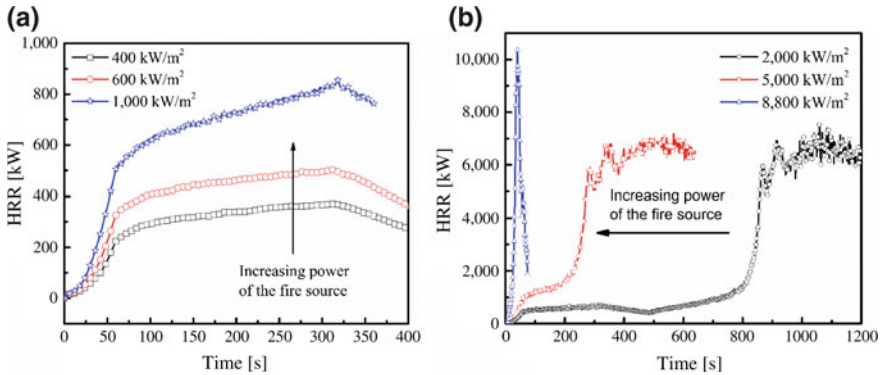 (a)
1,000
800
600
400
200
0
HRR [kW]
400 kW/m²
600 kW/m²
1,000 kW/m²
Increasing power
of the fire source
0 50 100 150 200 250 300 350 400
Time [s]
(b)
10,000
8,000
6,000
4,000
2,000
0
HRR [kW]
2,000 kW/m²
5,000 kW/m²
8,800 kW/m²
Increasing power
of the fire source
0 200 400 600 800 1000 1200
Time [s]